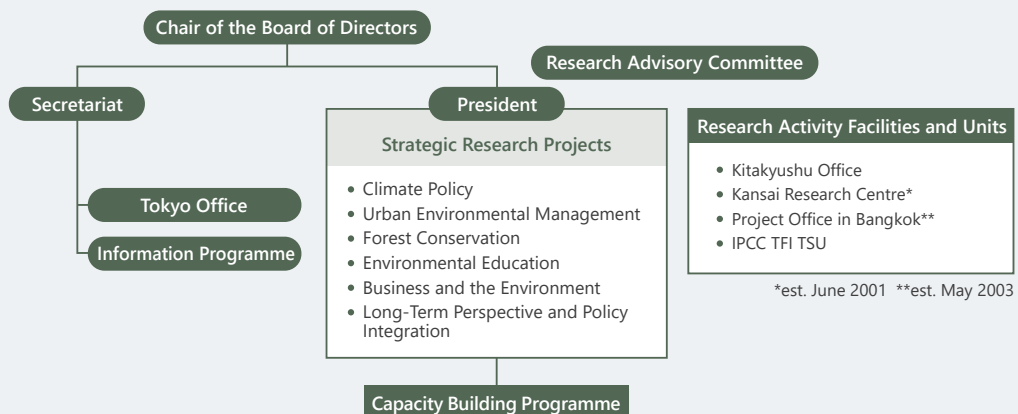 Chair of the Board of Directors
Research Advisory Committee
Secretariat
President
Strategic Research Projects
• Climate Policy
• Urban Environmental Management
• Forest Conservation
• Environmental Education
• Business and the Environment
• Long-Term Perspective and Policy
Integration
Research Activity Facilities and Units
• Kitakyushu Office
• Kansai Research Centre*
• Project Office in Bangkok**
• IPCC TFI TSU
*est. June 2001 **est. May 2003
Tokyo Office
Information Programme
Capacity Building Programme